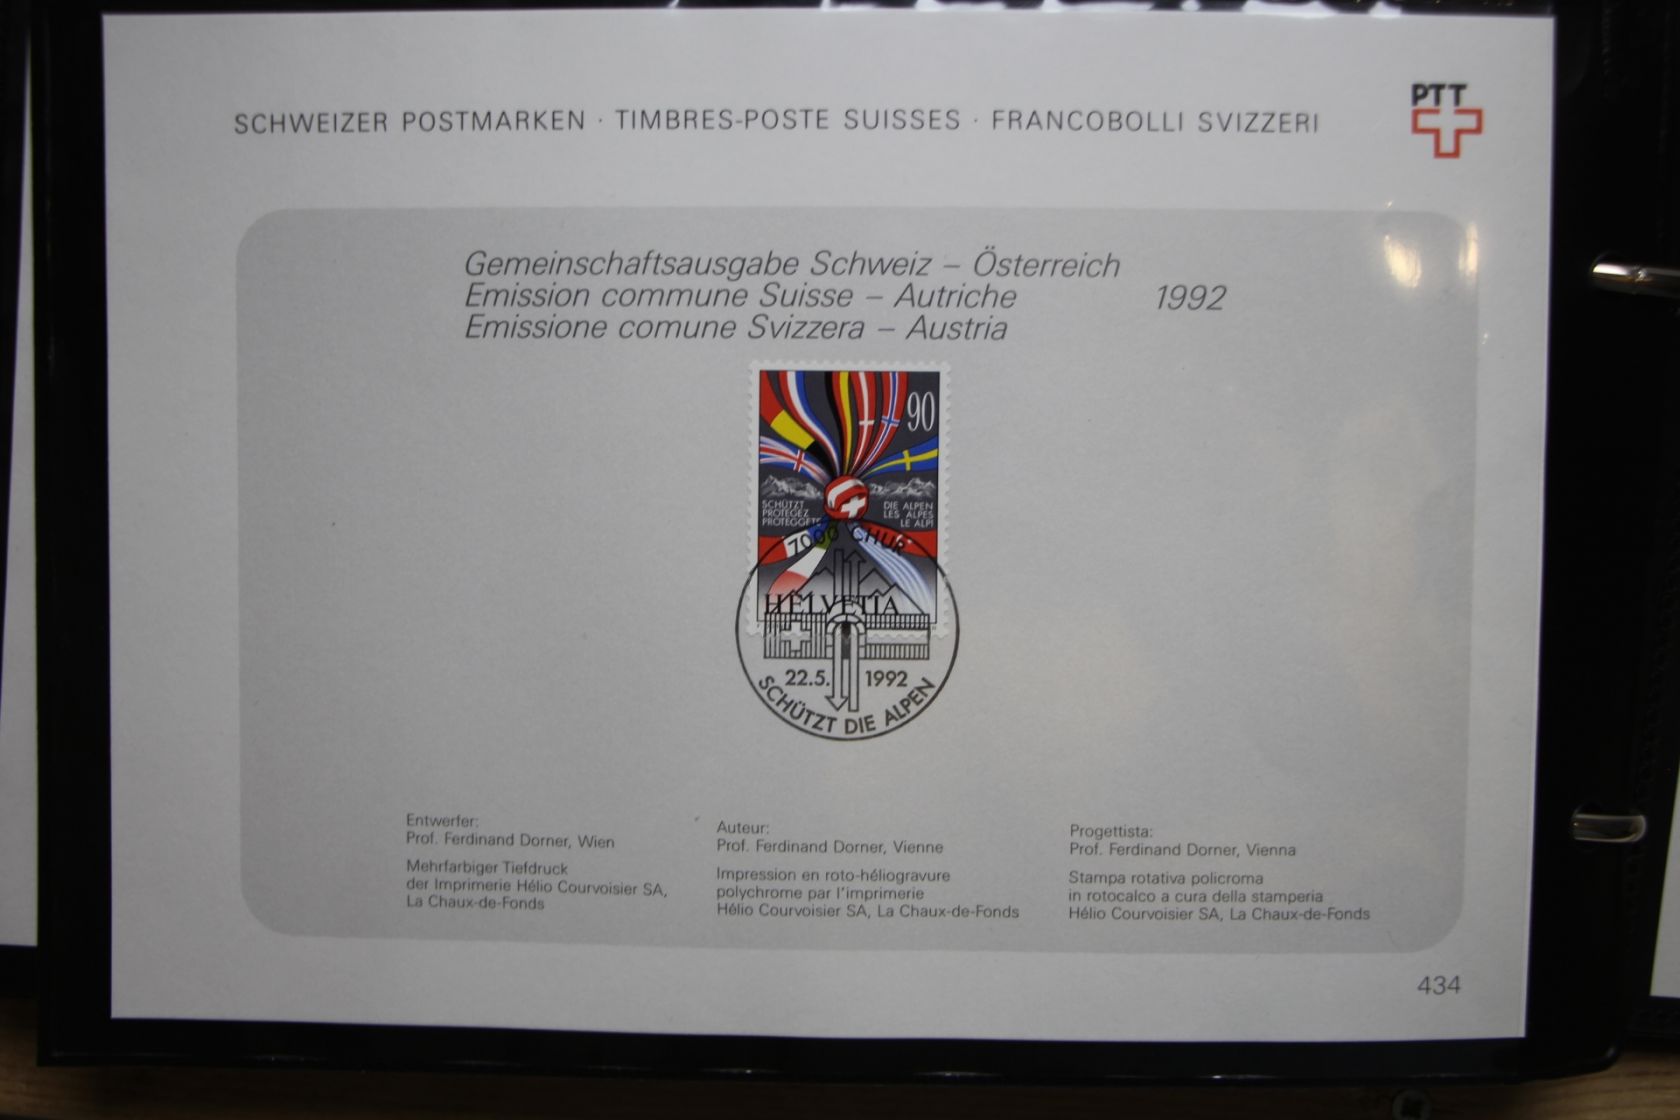 PTT
SCHWEIZER POSTMARKEN · TIMBRES-POSTE SUISSES · FRANCOBOLLI SVIZZERI
Gemeinschaftsausgabe Schweiz – Österreich
Emission commune Suisse – Autriche 1992
Emissione comune Svizzera – Austria
90
SCHÜTZT DIE ALPEN
PROTEGEZ LES ALPES
PROTEGGETE LE ALPI
7000 CHUR
HELVETIA
22.5. 1992
SCHÜTZT DIE ALPEN
Entwerfer:
Prof. Ferdinand Dorner, Wien
Mehrfarbiger Tiefdruck
der Imprimerie Hélio Courvoisier SA,
La Chaux-de-Fonds
Auteur:
Prof. Ferdinand Dorner, Vienne
Impression en roto-héliogravure
polychrome par l'imprimerie
Hélio Courvoisier SA, La Chaux-de-Fonds
Progettista:
Prof. Ferdinand Dorner, Vienna
Stampa rotativa policroma
in rotocalco a cura della stamperia
Hélio Courvoisier SA, La Chaux-de-Fonds
434